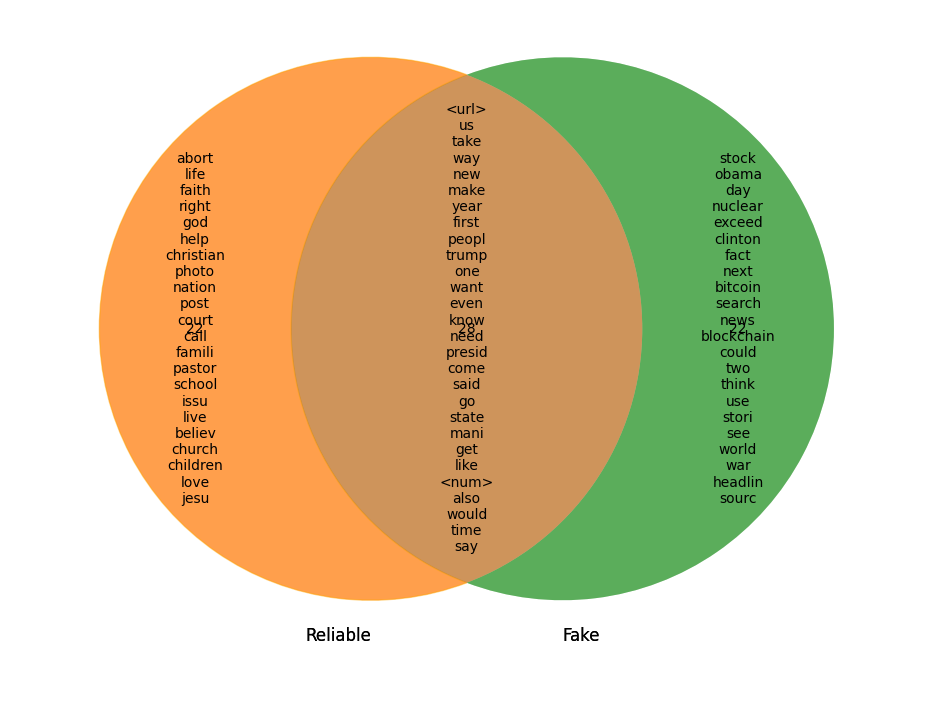 abort
life
faith
right
god
help
christian
photo
nation
post
court
22
call
famili
pastor
school
issu
live
believ
church
children
love
jesu
<url>
us
take
way
new
make
year
first
peopl
trump
one
want
even
know
28
need
presid
come
said
go
state
mani
get
like
<num>
also
would
time
say
stock
obama
day
nuclear
exceed
clinton
fact
next
bitcoin
search
news
22
blockchain
could
two
think
use
stori
see
world
war
headlin
sourc
Reliable
Fake